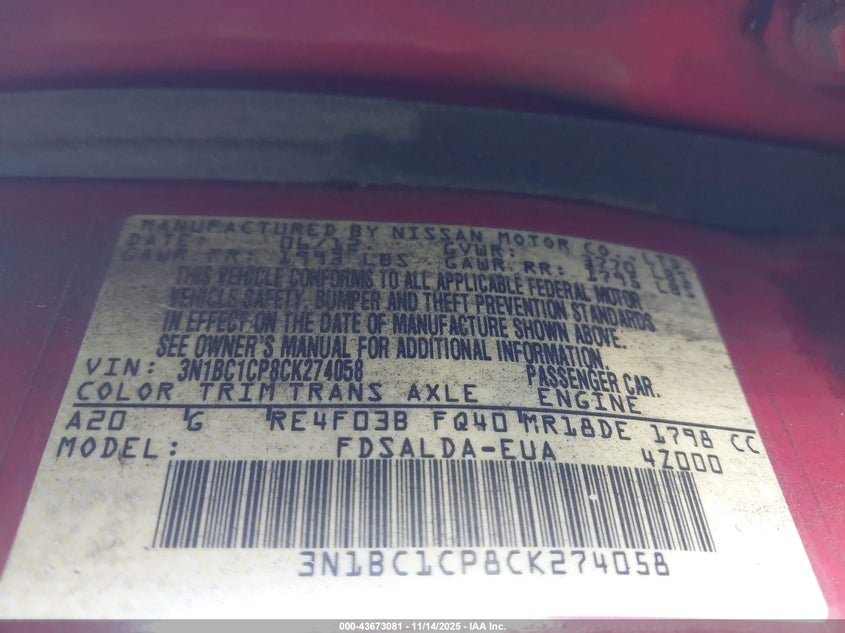 MANUFACTURED BY NISSAN MOTOR CO., LTD.
DATE: 06/12 GVWR: 3770 LBS
GAWR FR: 1995 LBS GAWR RR: 1795 LBS
THIS VEHICLE CONFORMS TO ALL APPLICABLE FEDERAL MOTOR
VEHICLE SAFETY, BUMPER AND THEFT PREVENTION STANDARDS
IN EFFECT ON THE DATE OF MANUFACTURE SHOWN ABOVE.
SEE OWNER'S MANUAL FOR ADDITIONAL INFORMATION.
VIN: 3N1BC1CP8CK274058 PASSENGER CAR.
COLOR TRIM TRANS AXLE ENGINE
A20 G RE4F03B FQ40 MR18DE 1798 CC
MODEL: FDSALDA-EUA 4Z000
3N1BC1CP8CK274058
000-43673081 - 11/14/2025 - IAA Inc.